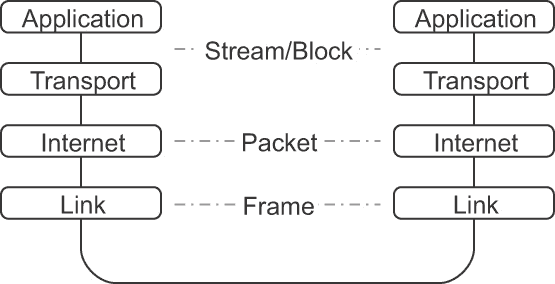 Application
Application
Stream/Block
Transport
Transport
Internet
Packet
Internet
Link
Frame
Link